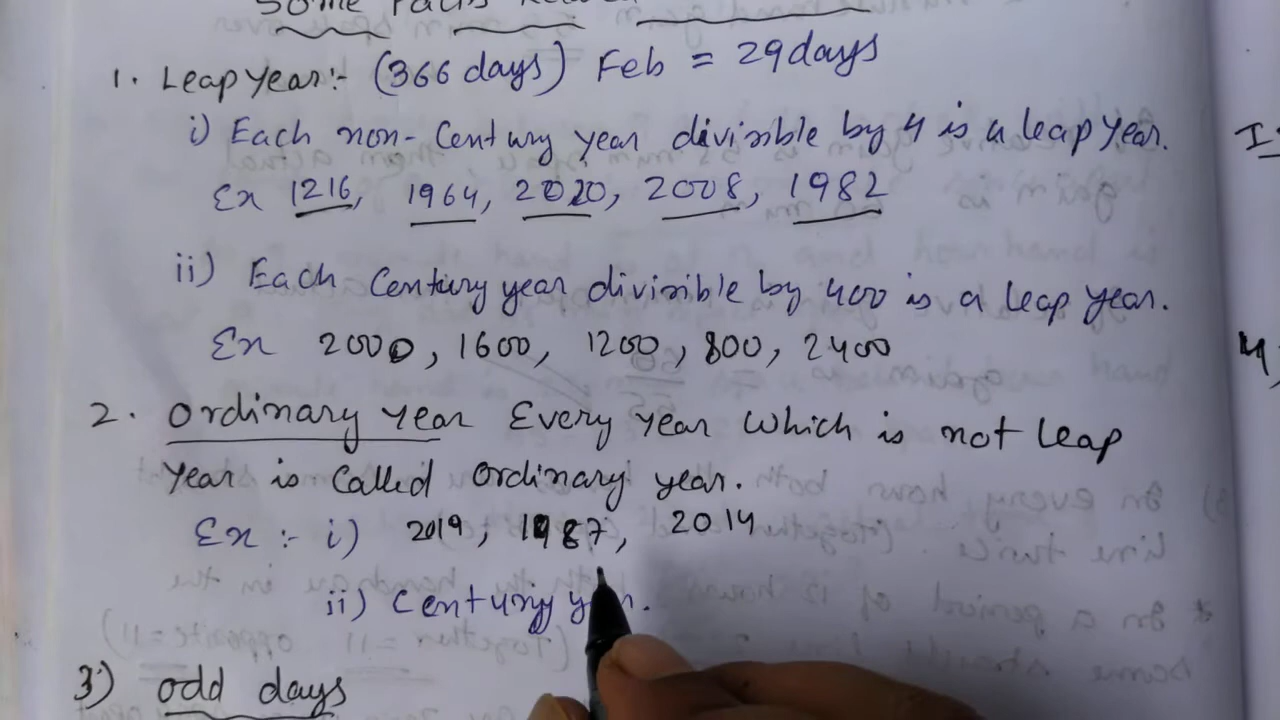 Some
1. Leap Year:- (366 days) Feb = 29 days
i) Each non-Century year divisible by 4 is a leap year.
Ex 1216, 1964, 2020, 2008, 1982
ii) Each Century year divisible by 400 is a leap year.
Ex 2000, 1600, 1200, 800, 2400
2. Ordinary Year Every year which is not leap
year is called ordinary year.
Ex :- i) 2019, 1987, 2014
ii) Century
3) odd days